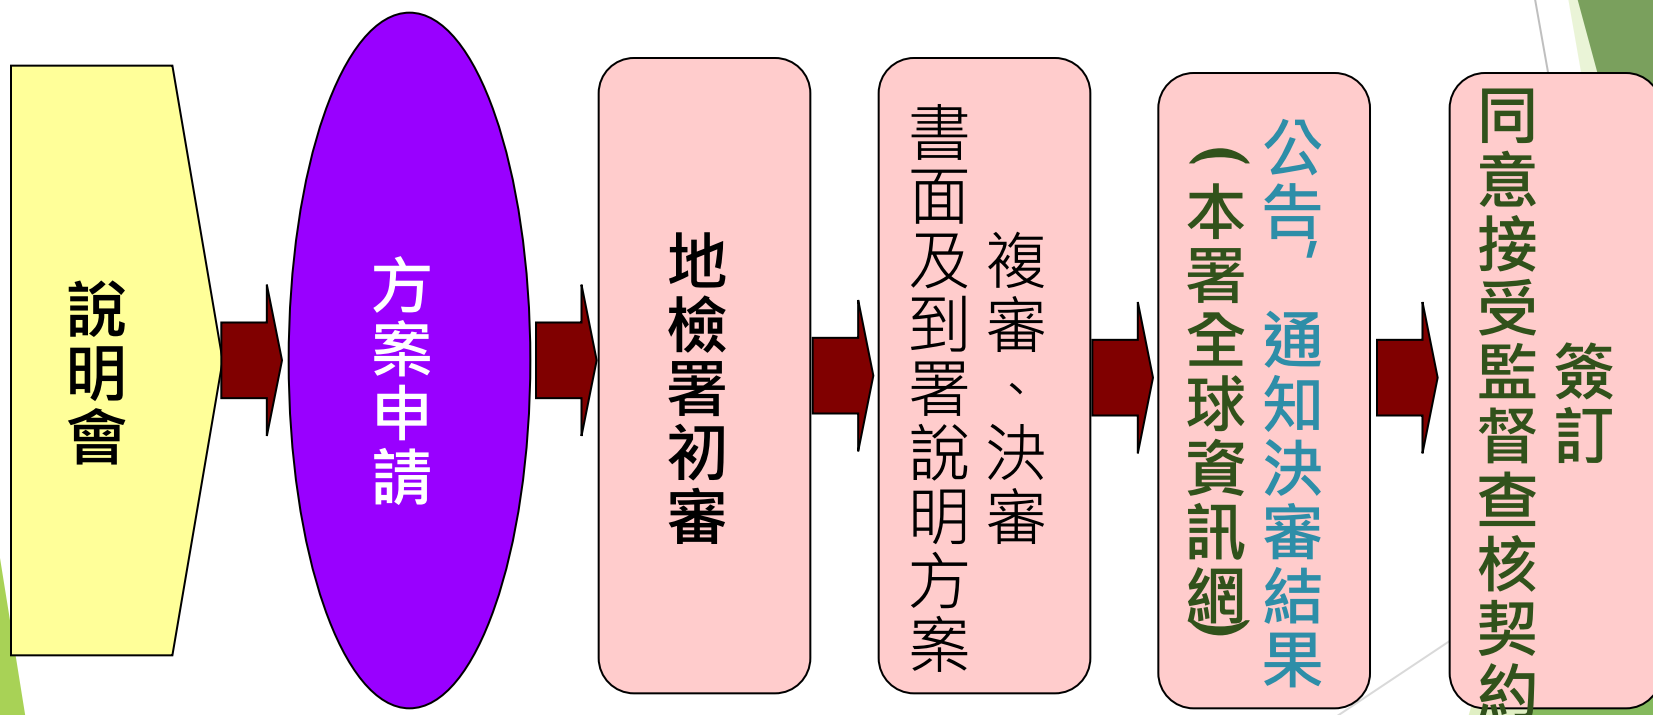 說明會
方案申請
地檢署初審
複審、決審
書面及到署說明方案
公告,通知決審結果
(本署全球資訊網)
簽訂
同意接受監督查核契約